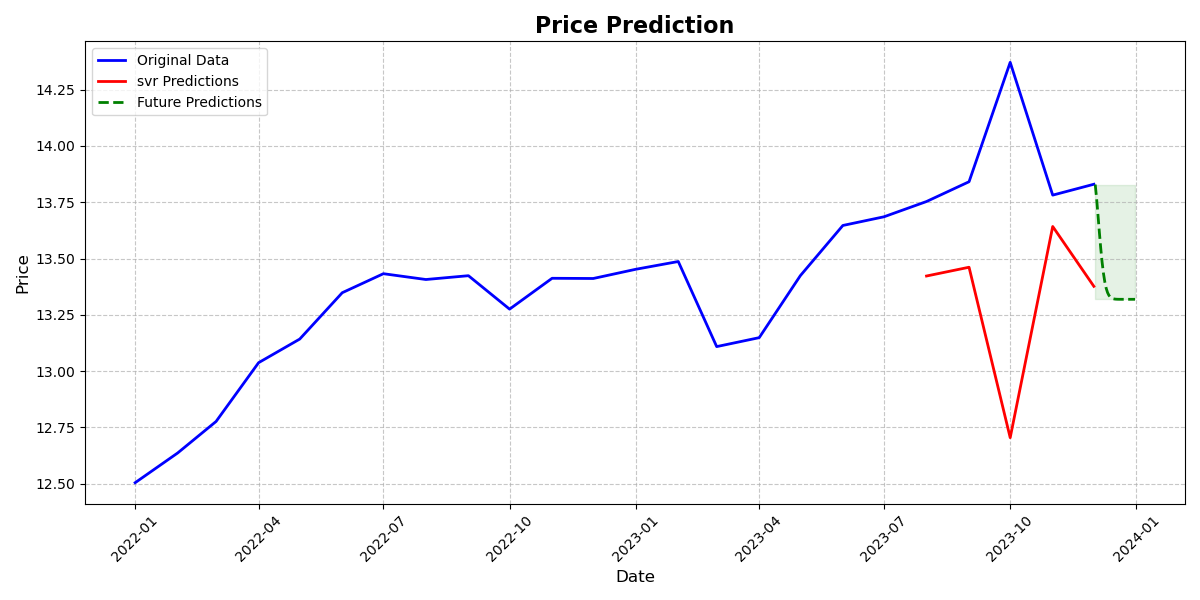 Price Prediction
Original Data
svr Predictions
Future Predictions
Price
14.25
14.00
13.75
13.50
13.25
13.00
12.75
12.50
2022-01
2022-04
2022-07
2022-10
2023-01
2023-04
2023-07
2023-10
2024-01
Date